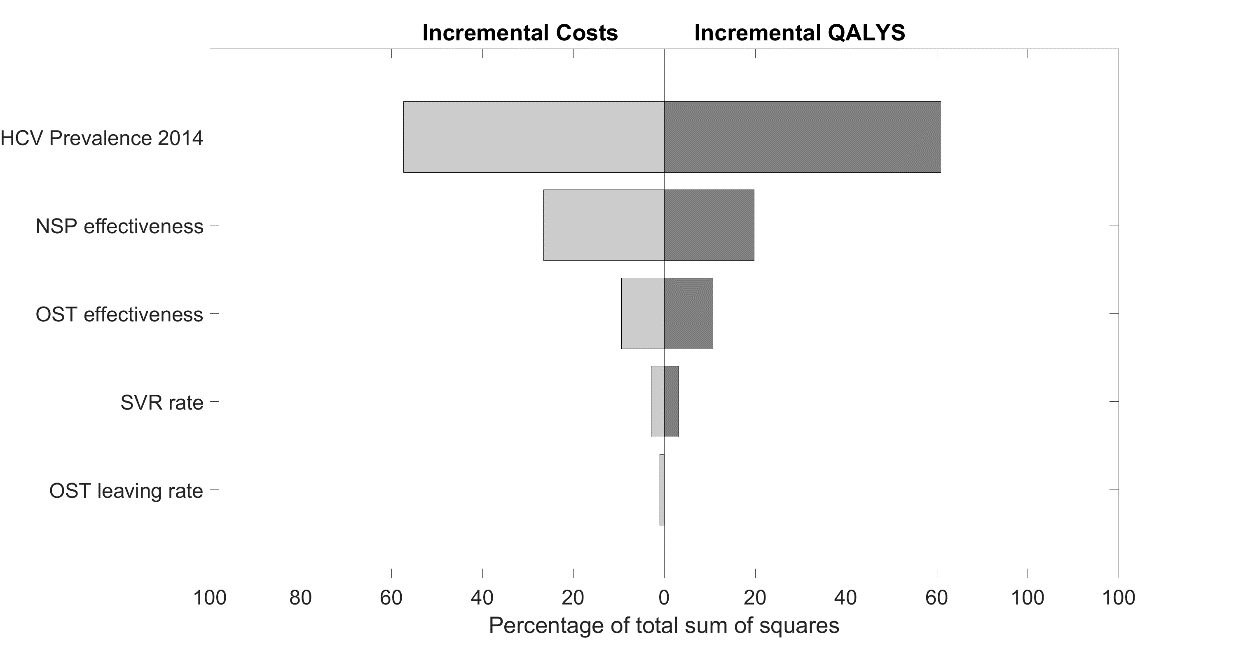 Incremental Costs Incremental QALYS
HCV Prevalence 2014
NSP effectiveness
OST effectiveness
SVR rate
OST leaving rate
100 80 60 40 20 0 20 40 60 100 100
Percentage of total sum of squares